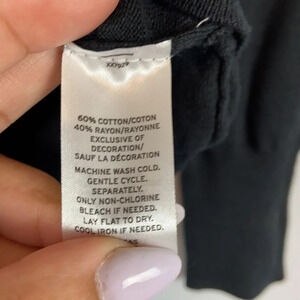 60% COTTON/COTON
40% RAYON/RAYONNE
EXCLUSIVE OF
DECORATION/
SAUF LA DÉCORATION
MACHINE WASH COLD.
GENTLE CYCLE.
SEPARATELY.
ONLY NON-CHLORINE
BLEACH IF NEEDED.
LAY FLAT TO DRY.
COOL IRON IF NEEDED.